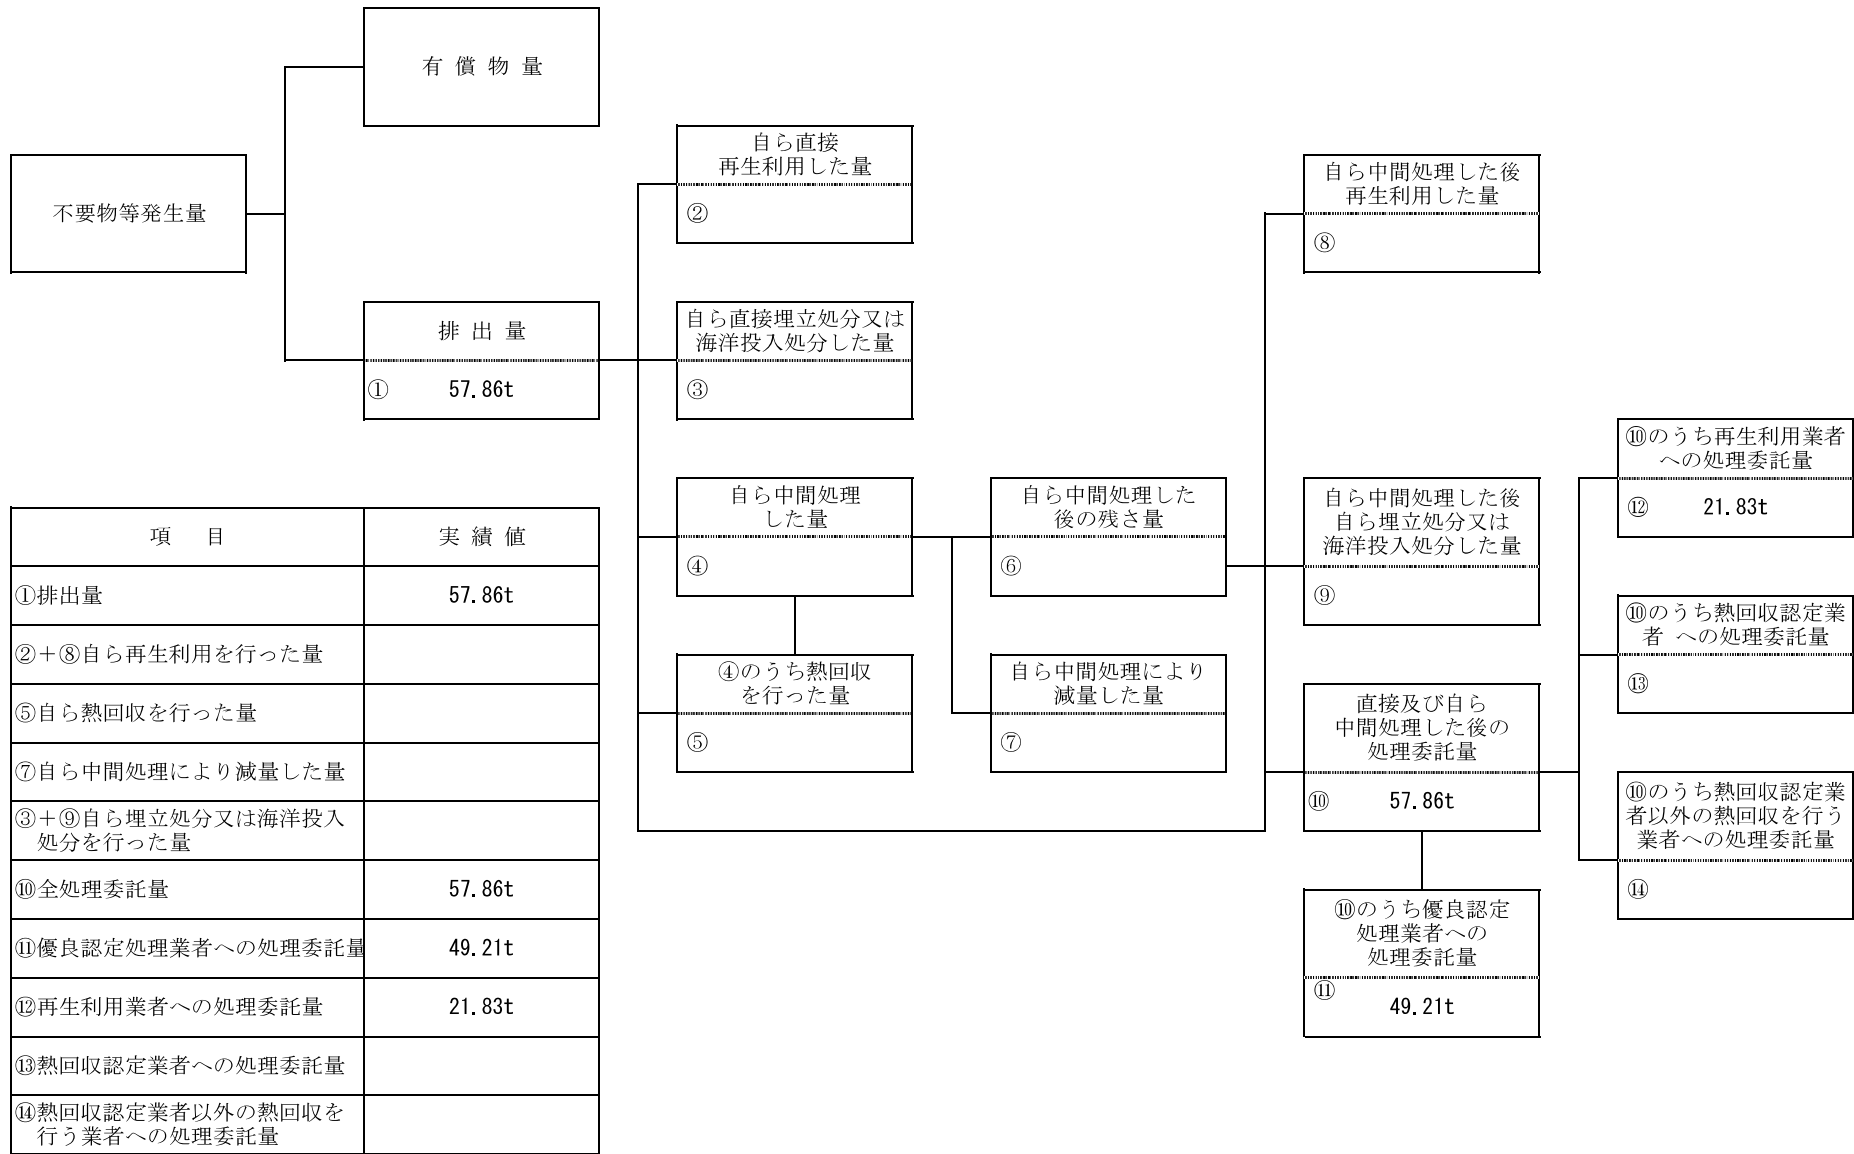 有償物量
不要物等発生量
排出量
① 57.86t
自ら直接
再生利用した量
②
自ら直接埋立処分又は
海洋投入処分した量
③
自ら中間処理
した量
④
④のうち熱回収
を行った量
⑤
自ら中間処理した
後の残さ量
⑥
自ら中間処理により
減量した量
⑦
自ら中間処理した後
再生利用した量
⑧
自ら中間処理した後
自ら埋立処分又は
海洋投入処分した量
⑨
直接及び自ら
中間処理した後の
処理委託量
⑩ 57.86t
⑩のうち優良認定
処理業者への
処理委託量
⑪
49.21t
⑩のうち再生利用業者
への処理委託量
⑫ 21.83t
⑩のうち熱回収認定業
者 への処理委託量
⑬
⑩のうち熱回収認定業
者以外の熱回収を行う
業者への処理委託量
⑭
項 目 実績値
①排出量 57.86t
②＋⑧自ら再生利用を行った量
⑤自ら熱回収を行った量
⑦自ら中間処理により減量した量
③＋⑨自ら埋立処分又は海洋投入
処分を行った量
⑩全処理委託量 57.86t
⑪優良認定処理業者への処理委託量 49.21t
⑫再生利用業者への処理委託量 21.83t
⑬熱回収認定業者への処理委託量
⑭熱回収認定業者以外の熱回収を
行う業者への処理委託量